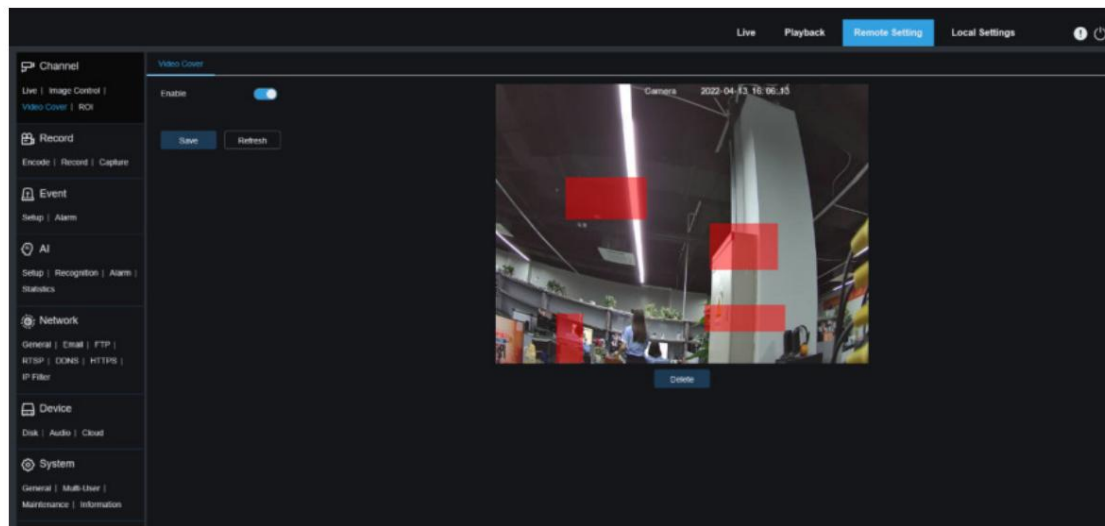 Live Playback Remote Setting Local Settings
Channel
Live | Image Control |
Video Cover | ROI
Record
Encode | Record | Capture
Event
Setup | Alarm
AI
Setup | Recognition | Alarm |
Statistics
Network
General | Email | FTP |
RTSP | DDNS | HTTPS |
IP Filter
Device
Disk | Audio | Cloud
System
General | Multi-User |
Maintenance | Information
Video Cover
Enable
Save Refresh
Camera 2022-04-13 16:06:13
Delete